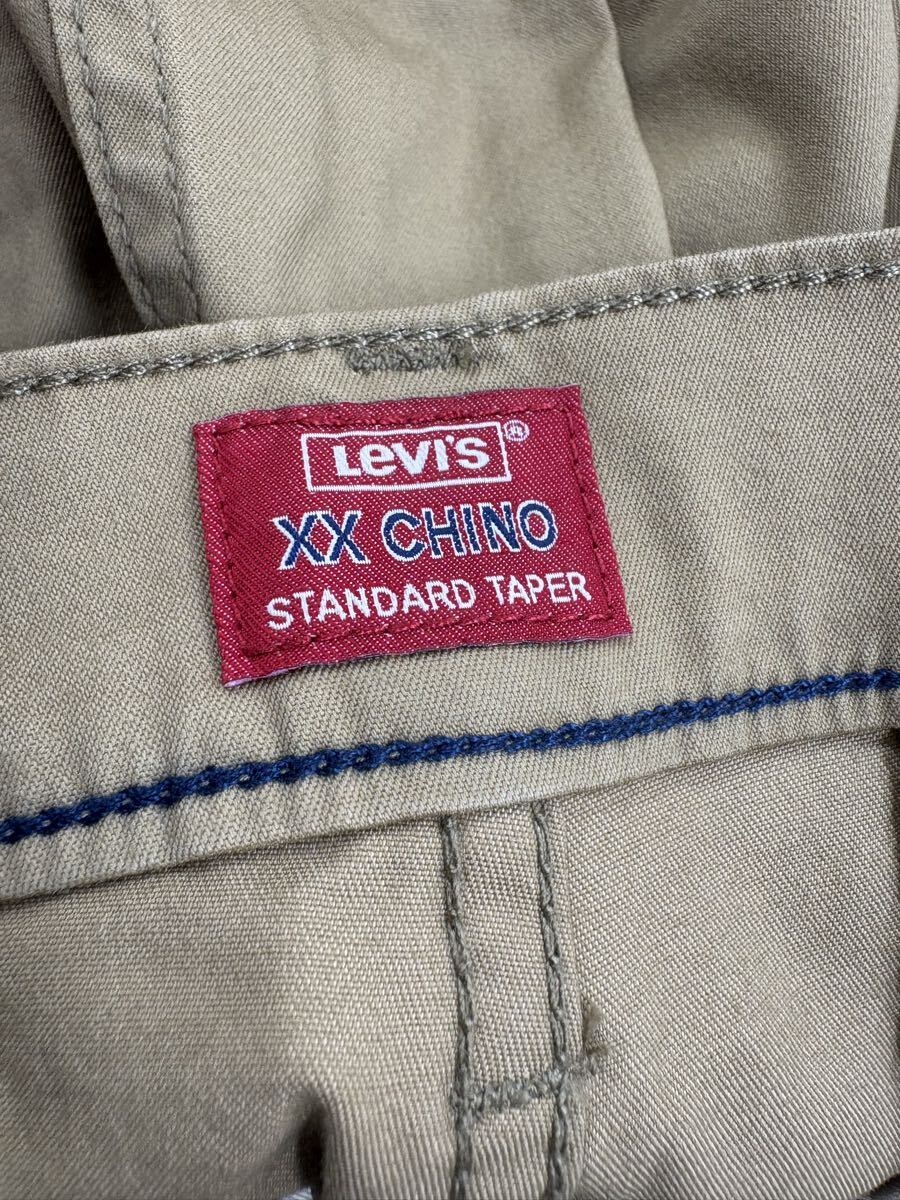 Levi's®
XX CHINO
STANDARD TAPER